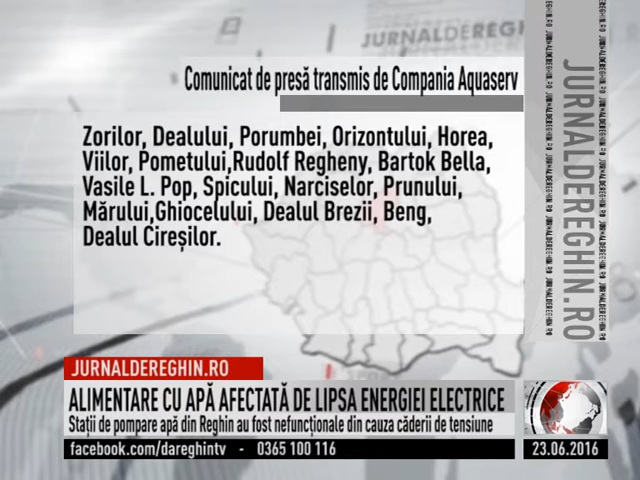 JURNALDEREGHI
Comunicat de presă transmis de Compania Aquaserv
Zorilor, Dealului, Porumbei, Orizontului, Horea,
Viilor, Pometului,Rudolf Regheny, Bartok Bella,
Vasile L. Pop, Spicului, Narciselor, Prunului,
Mărului,Ghiocelului, Dealul Brezii, Beng,
Dealul Cireșilor.
JURNALDEREGHIN.RO
JURNALDEREGHIN.RO
ALIMENTARE CU APĂ AFECTATĂ DE LIPSA ENERGIEI ELECTRICE
Stații de pompare apă din Reghin au fost nefuncționale din cauza căderii de tensiune
facebook.com/dareghintv - 0365 100 116
23.06.2016